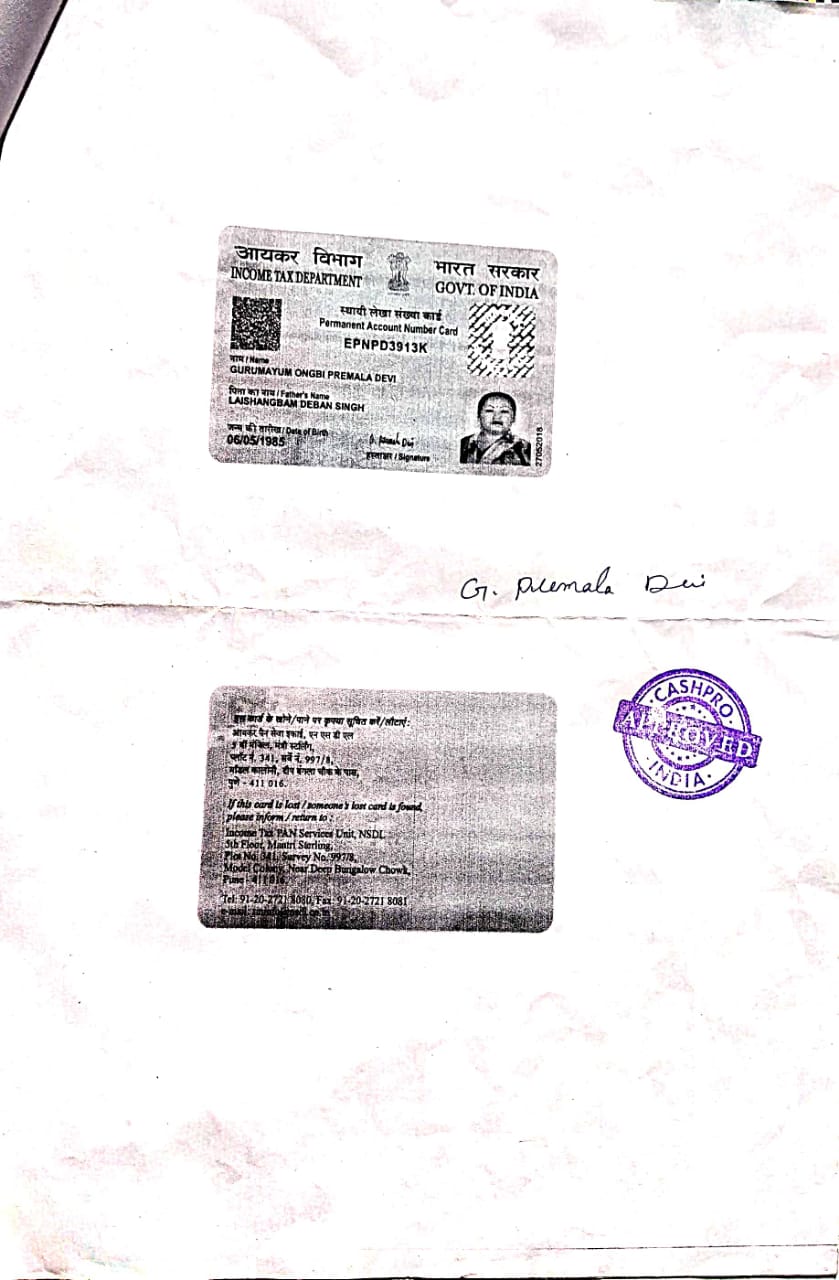 आयकर विभाग
INCOME TAX DEPARTMENT
भारत सरकार
GOVT. OF INDIA
स्थायी लेखा संख्या कार्ड
Permanent Account Number Card
EPNPD3913K
नाम / Name
GURUMAYUM ONGBI PREMALA DEVI
पिता का नाम / Father's Name
LAISHANGBAM DEBAN SINGH
जन्म की तारीख / Date of Birth
06/05/1985
हस्ताक्षर / Signature
27052018
G. Premala Devi
इस कार्ड के खोने/पाने पर कृपया सूचित करें/लौटाएं:
आयकर पैन सेवा इकाई, एन एस डी एल
5 वीं मंजिल, मंत्री स्टर्लिंग,
प्लॉट नं. 341, सर्वे नं. 997/8,
मॉडल कालोनी, दीप बंगला चौक के पास,
पुणे - 411 016.
If this card is lost / someone's lost card is found,
please inform / return to :
Income Tax PAN Services Unit, NSDL
5th Floor, Mantri Sterling,
Plot No. 341, Survey No. 997/8,
Model Colony, Near Deep Bungalow Chowk,
Pune - 411 016.
Tel: 91-20-2721 8080, Fax: 91-20-2721 8081
CASHPRO
APPROVED
INDIA